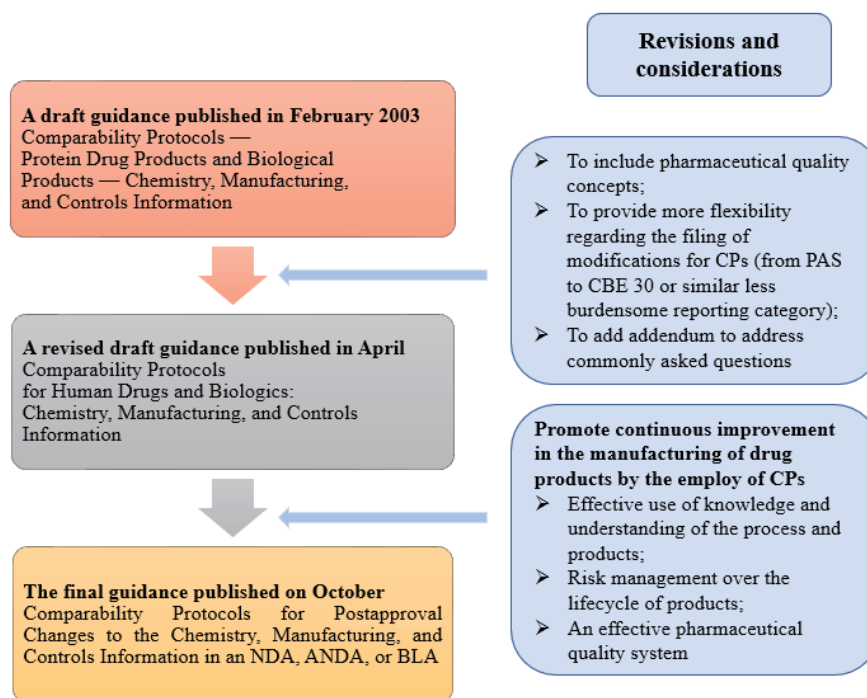 Revisions and
considerations
A draft guidance published in February 2003
Comparability Protocols —
Protein Drug Products and Biological
Products — Chemistry, Manufacturing,
and Controls Information
➤ To include pharmaceutical quality
concepts;
➤ To provide more flexibility
regarding the filing of
modifications for CPs (from PAS
to CBE 30 or similar less
burdensome reporting category);
➤ To add addendum to address
commonly asked questions
A revised draft guidance published in April
Comparability Protocols
for Human Drugs and Biologics:
Chemistry, Manufacturing, and Controls
Information
Promote continuous improvement
in the manufacturing of drug
products by the employ of CPs
➤ Effective use of knowledge and
understanding of the process and
products;
➤ Risk management over the
lifecycle of products;
➤ An effective pharmaceutical
quality system
The final guidance published on October
Comparability Protocols for Postapproval
Changes to the Chemistry, Manufacturing, and
Controls Information in an NDA, ANDA, or BLA